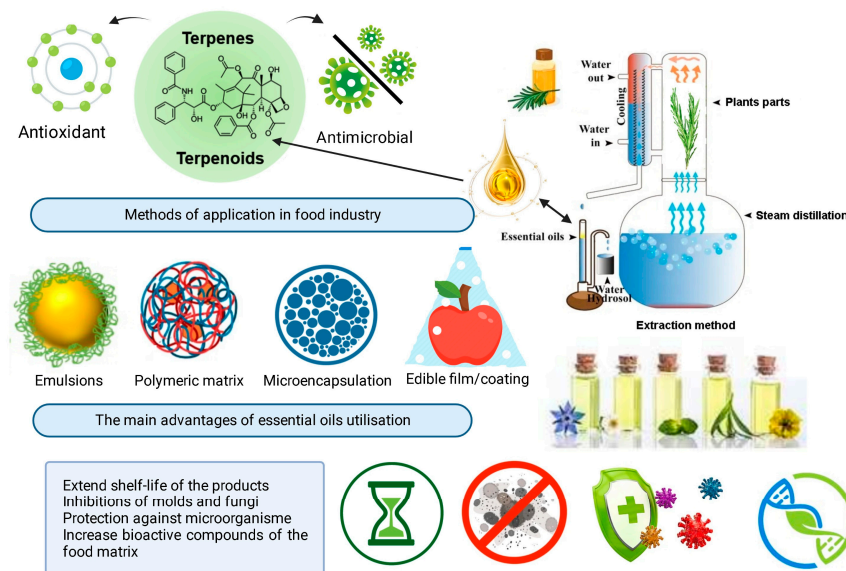 Terpenes
Terpenoids
Antioxidant
Antimicrobial
NH
O
O
O
O
OH
O
O
O
H
OH
O
O
O
O
Water
out
Cooling
Water
in
Plants parts
Steam distillation
Essential oils
Water
Hydrosol
Extraction method
Methods of application in food industry
Emulsions
Polymeric matrix
Microencapsulation
Edible film/coating
The main advantages of essential oils utilisation
Extend shelf-life of the products
Inhibitions of molds and fungi
Protection against microorganisme
Increase bioactive compounds of the
food matrix